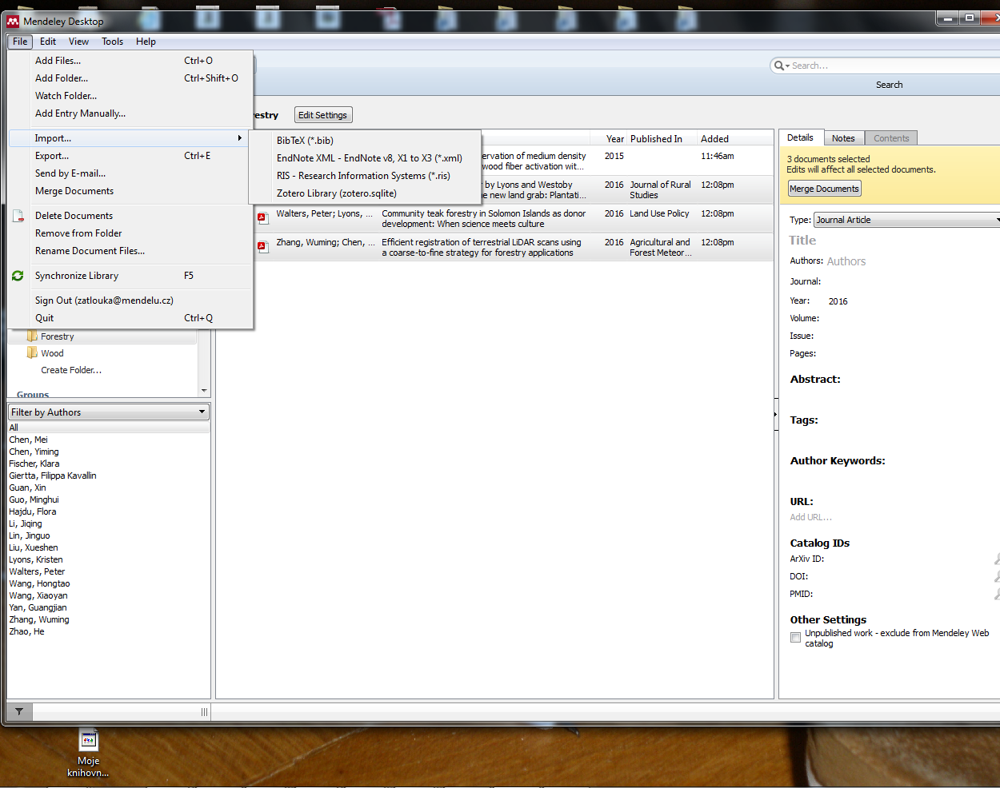 Mendeley Desktop
File Edit View Tools Help
Add Files... Ctrl+O
Add Folder... Ctrl+Shift+O
Watch Folder...
Add Entry Manually...
Import...
Export... Ctrl+E
Send by E-mail...
Merge Documents
Delete Documents
Remove from Folder
Rename Document Files...
Synchronize Library F5
Sign Out (zatlouka@mendelu.cz)
Quit Ctrl+Q
BibTeX (*.bib)
EndNote XML - EndNote v8, X1 to X3 (*.xml)
RIS - Research Information Systems (*.ris)
Zotero Library (zotero.sqlite)
Search...
Search
estry Edit Settings
Year Published In Added
ervation of medium density
wood fiber activation wit...
2015 11:46am
by Lyons and Westoby
e new land grab: Plantati...
2016 Journal of Rural
Studies
12:08pm
Walters, Peter; Lyons, ...
Community teak forestry in Solomon Islands as donor
development: When science meets culture
2016 Land Use Policy 12:08pm
Zhang, Wuming; Chen, ...
Efficient registration of terrestrial LiDAR scans using
a coarse-to-fine strategy for forestry applications
2016 Agricultural and
Forest Meteor...
12:08pm
Forestry
Wood
Create Folder...
Groups
Filter by Authors
All
Chen, Mei
Chen, Yiming
Fischer, Klara
Giertta, Filippa Kavallin
Guan, Xin
Guo, Minghui
Hajdu, Flora
Li, Jiqing
Lin, Jinguo
Liu, Xueshen
Lyons, Kristen
Walters, Peter
Wang, Hongtao
Wang, Xiaoyan
Yan, Guangjian
Zhang, Wuming
Zhao, He
Details Notes Contents
3 documents selected
Edits will affect all selected documents.
Merge Documents
Type: Journal Article
Title
Authors: Authors
Journal:
Year: 2016
Volume:
Issue:
Pages:
Abstract:
Tags:
Author Keywords:
URL:
Add URL...
Catalog IDs
ArXiv ID:
DOI:
PMID:
Other Settings
Unpublished work - exclude from Mendeley Web
catalog
Moje
knihovn...